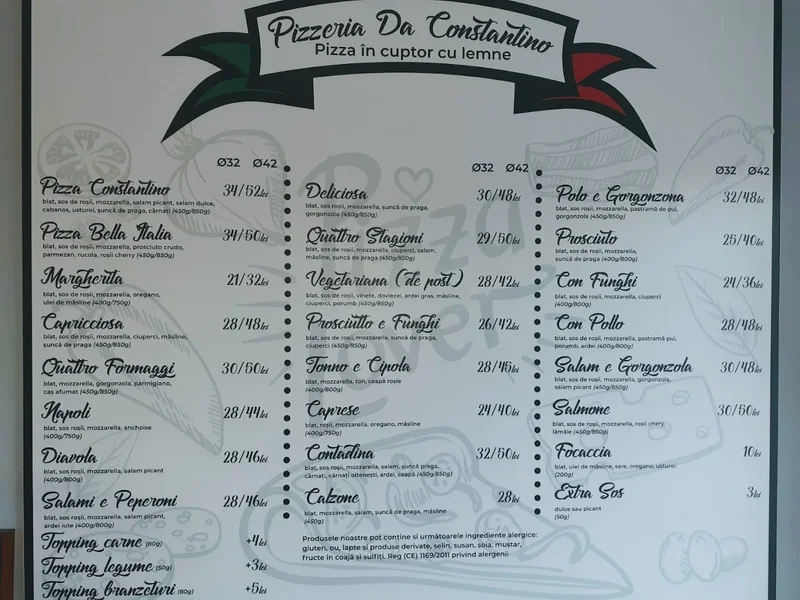 Pizzeria Da Constantino
Pizza în cuptor cu lemne
Ø32 Ø42
Pizza Constantino 34/52lei
blat, sos de roșii, mozzarella, salam picant, salam dulce,
cabanos, usturoi, șuncă de praga, cârnați (450g/850g)
Pizza Bella Italia 34/50lei
blat, sos de roșii, mozzarella, prosciuto crudo,
parmezan, rucola, roșii cherry (450g/850g)
Margherita 21/32lei
blat, sos de roșii, mozzarella, oregano,
ulei de măsline (400g/750g)
Capricciosa 28/48lei
blat, sos de roșii, mozzarella, ciuperci, măsline,
șuncă de praga (450g/850g)
Quattro Formaggi 30/50lei
blat, mozzarella, gorgonzola, parmigiano,
caș afumat (450g/850g)
Napoli 28/44lei
blat, sos roșii, mozzarella, anchoise
(400g/750g)
Diavola 28/46lei
blat, sos roșii, mozzarella, salam picant
(400g/800g)
Salami e Peperoni 28/46lei
blat, sos roșii, mozzarella, salam picant,
ardei iute (400g/800g)
Topping carne (80g) +4lei
Topping legume (50g) +3lei
Topping branzeturi (80g) +5lei
Ø32 Ø42
Deliciosa 30/48lei
blat, sos de roșii, mozzarella, șuncă de praga,
gorgonzola (450g/850g)
Quattro Stagioni 29/50lei
blat, sos de roșii, mozzarella, ciuperci, salam,
măsline, șuncă de praga (450g/850g)
Vegetariana (de post) 28/42lei
blat, sos de roșii, vinete, dovlecel, ardei gras, măsline,
ciuperci, porumb (450g/850g)
Prosciutto e Funghi 26/42lei
blat, sos de roșii, mozzarella, șuncă de praga,
ciuperci (450g/850g)
Tonno e Cipola 28/45lei
blat, mozzarella, ton, ceapă roșie
(400g/800g)
Caprese 24/40lei
blat, roșii, mozzarella, oregano, măsline
(400g/750g)
Contadina 32/50lei
blat, sos roșii, mozzarella, salam, șuncă praga,
cârnați, cârnați oltenești, ardei, ceapă (450g/850g)
Calzone 28lei
blat, mozzarella, salam, șuncă de praga, măsline
(450g)
Produsele noastre pot conține si următoarele ingrediente alergice:
gluten, ou, lapte si produse derivate, selin, susan, soia, muștar,
fructe in coajă și sulfiți. Reg (CE) 1169/2011 privind alergenii
Ø32 Ø42
Polo e Gorgonzona 32/48lei
blat, sos de roșii, mozzarella, pastramă de pui,
gorgonzola (450g/850g)
Prosciuto 25/40lei
blat, sos de roșii, mozzarella,
șuncă de praga (400g/800g)
Con Funghi 24/36lei
blat, sos de roșii, mozzarella, ciuperci
(400g/800g)
Con Pollo 28/48lei
blat, sos de roșii, mozzarella, pastramă pui,
porumb, ardei (400g/800g)
Salam e Gorgonzola 30/48lei
blat, sos de roșii, mozzarella, gorgonzola,
salam picant (450g/850g)
Salmone 30/50lei
blat, sos de roșii, mozzarella, roșii chery,
lămâie (450g/850g)
Focaccia 10lei
blat, ulei de măsline, sare, oregano, usturoi
(200g)
Extra Sos 3lei
dulce sau picant
(50g)